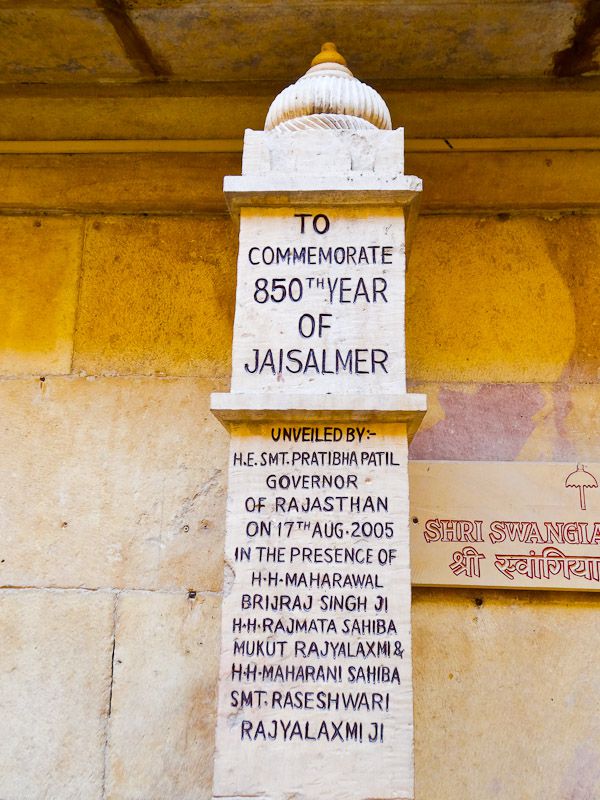 TO
COMMEMORATE
850TH YEAR
OF
JAISALMER
UNVEILED BY:-
H.E. SMT. PRATIBHA PATIL
GOVERNOR
OF RAJASTHAN
ON 17TH AUG. 2005
IN THE PRESENCE OF
H·H·MAHARAWAL
BRIJRAJ SINGH JI
H·H·RAJMATA SAHIBA
MUKUT RAJYALAXMI &
H·H·MAHARANI SAHIBA
SMT. RASESHWARI
RAJYALAXMI JI
SHRI SWANGIA
श्री स्वांगिया